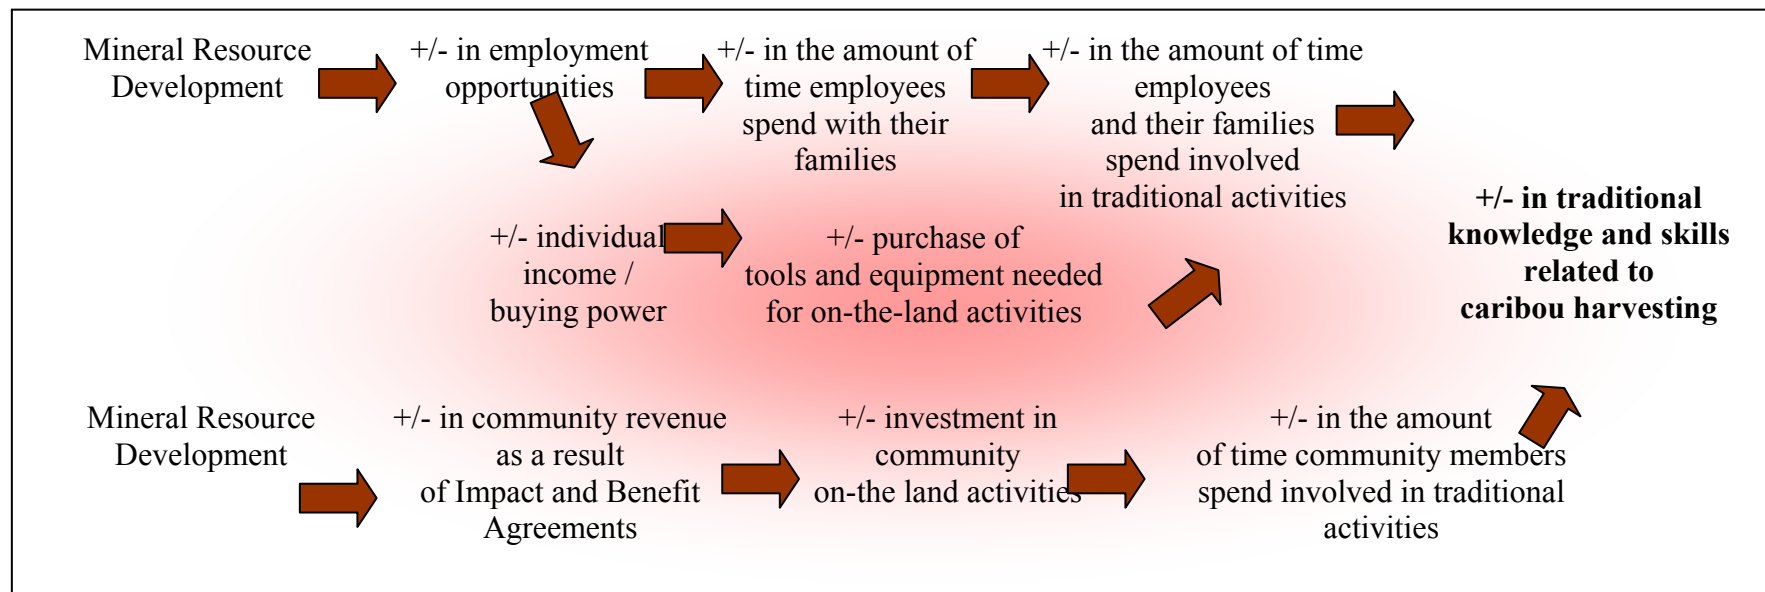 Mineral Resource
Development
+/- in employment
opportunities
+/- in the amount of
time employees
spend with their
families
+/- in the amount of time
employees
and their families
spend involved
in traditional activities
+/- in traditional
knowledge and skills
related to
caribou harvesting
+/- individual
income /
buying power
+/- purchase of
tools and equipment needed
for on-the-land activities
Mineral Resource
Development
+/- in community revenue
as a result
of Impact and Benefit
Agreements
+/- investment in
community
on-the land activities
+/- in the amount
of time community members
spend involved in traditional
activities